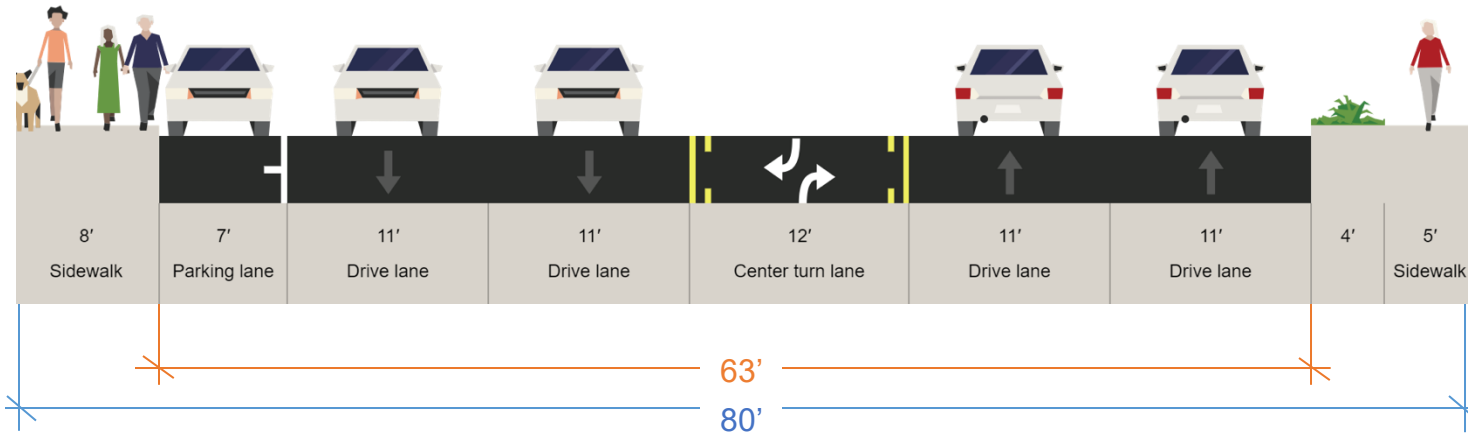 8′ 7′ 11′ 11′ 12′ 11′ 11′ 4′ 5′
Sidewalk Parking lane Drive lane Drive lane Center turn lane Drive lane Drive lane Sidewalk
63’
80’